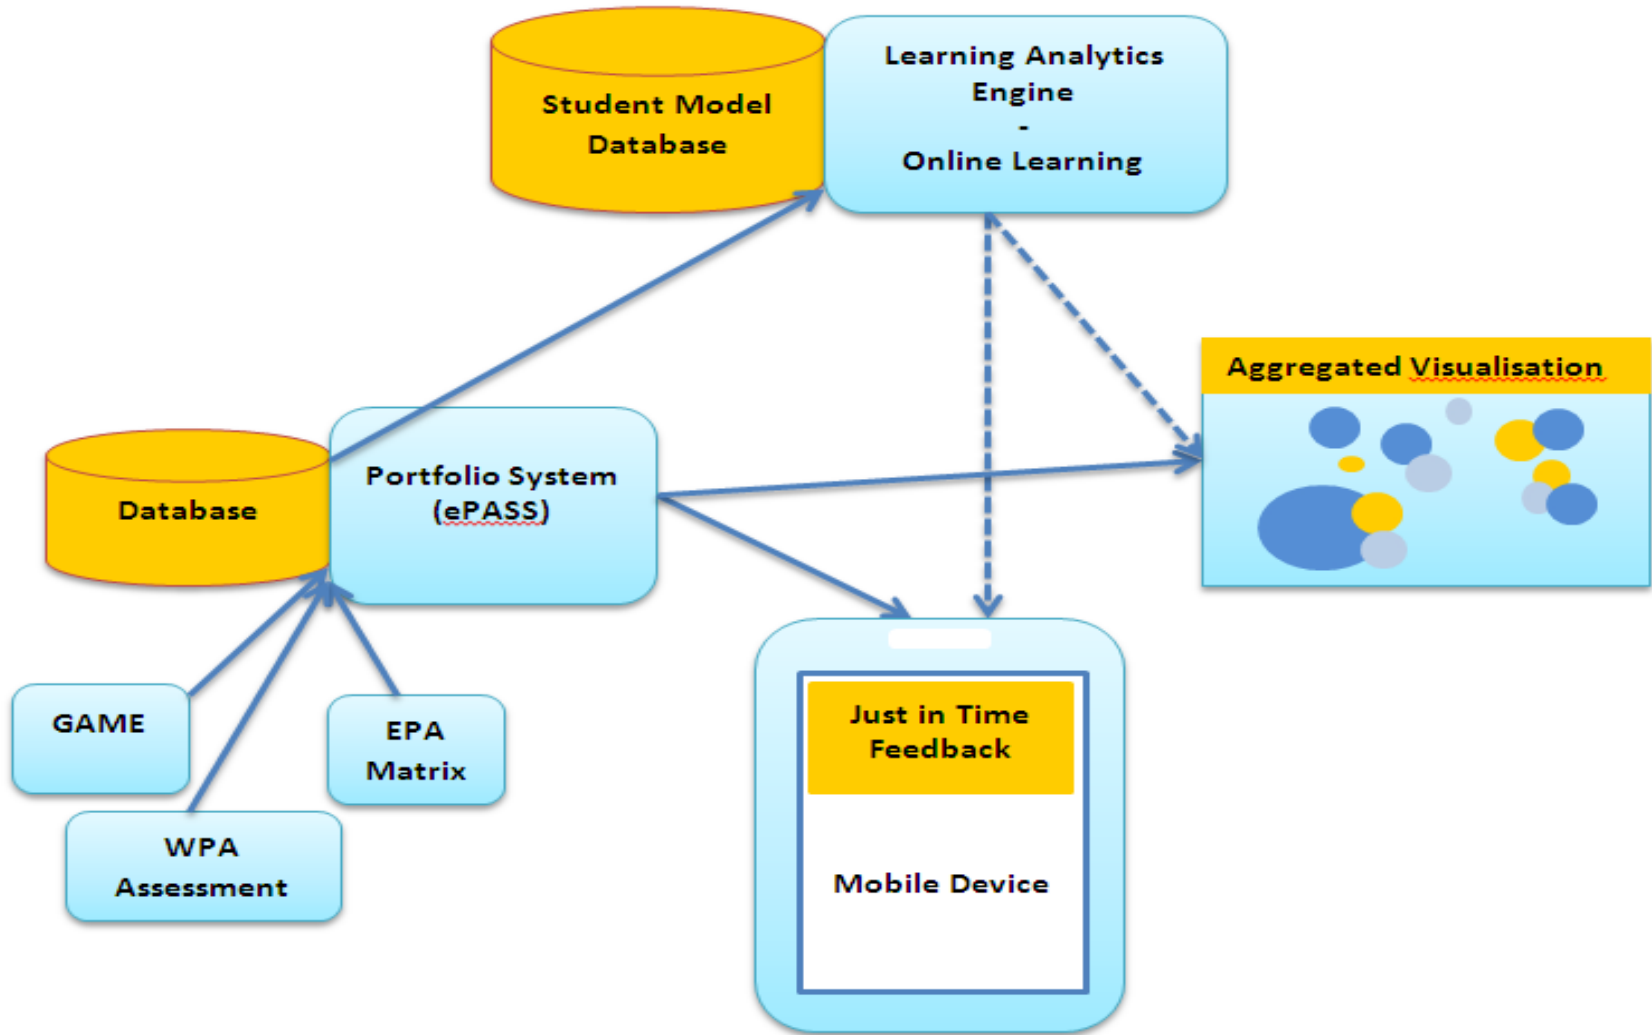 Student Model
Database
Learning Analytics
Engine
-
Online Learning
Aggregated Visualisation
Database
Portfolio System
(ePASS)
GAME
EPA
Matrix
WPA
Assessment
Just in Time
Feedback
Mobile Device